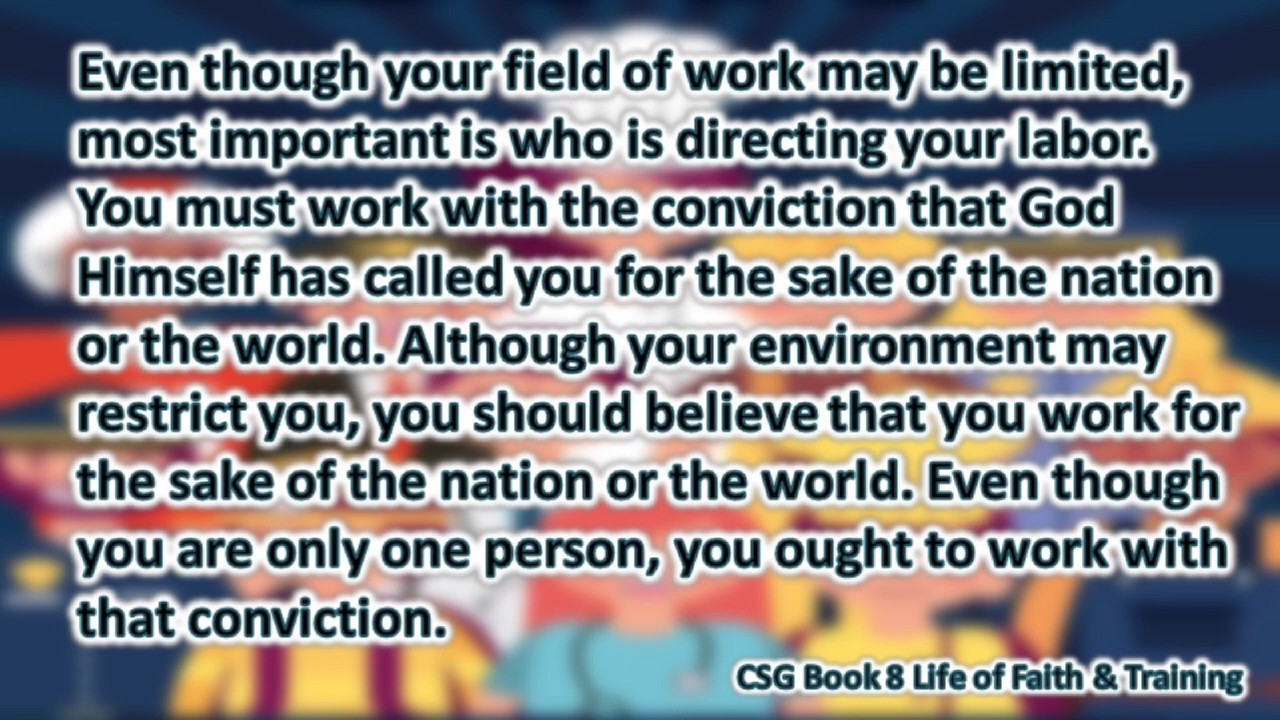 Even though your field of work may be limited,
most important is who is directing your labor.
You must work with the conviction that God
Himself has called you for the sake of the nation
or the world. Although your environment may
restrict you, you should believe that you work for
the sake of the nation or the world. Even though
you are only one person, you ought to work with
that conviction.
CSG Book 8 Life of Faith & Training